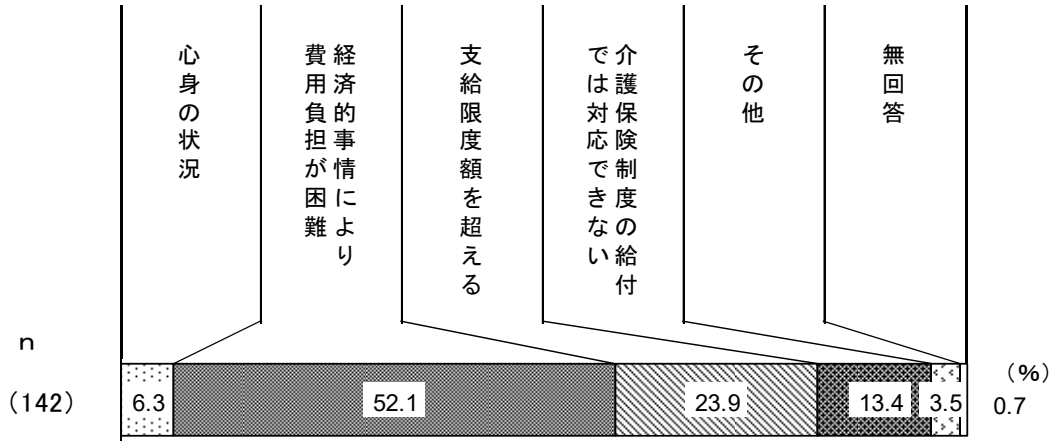 心身の状況
経済的事情により
費用負担が困難
支給限度額を超える
介護保険制度の給付
では対応できない
その他
無回答
n
(142)
6.3
52.1
23.9
13.4
3.5
(%)
0.7